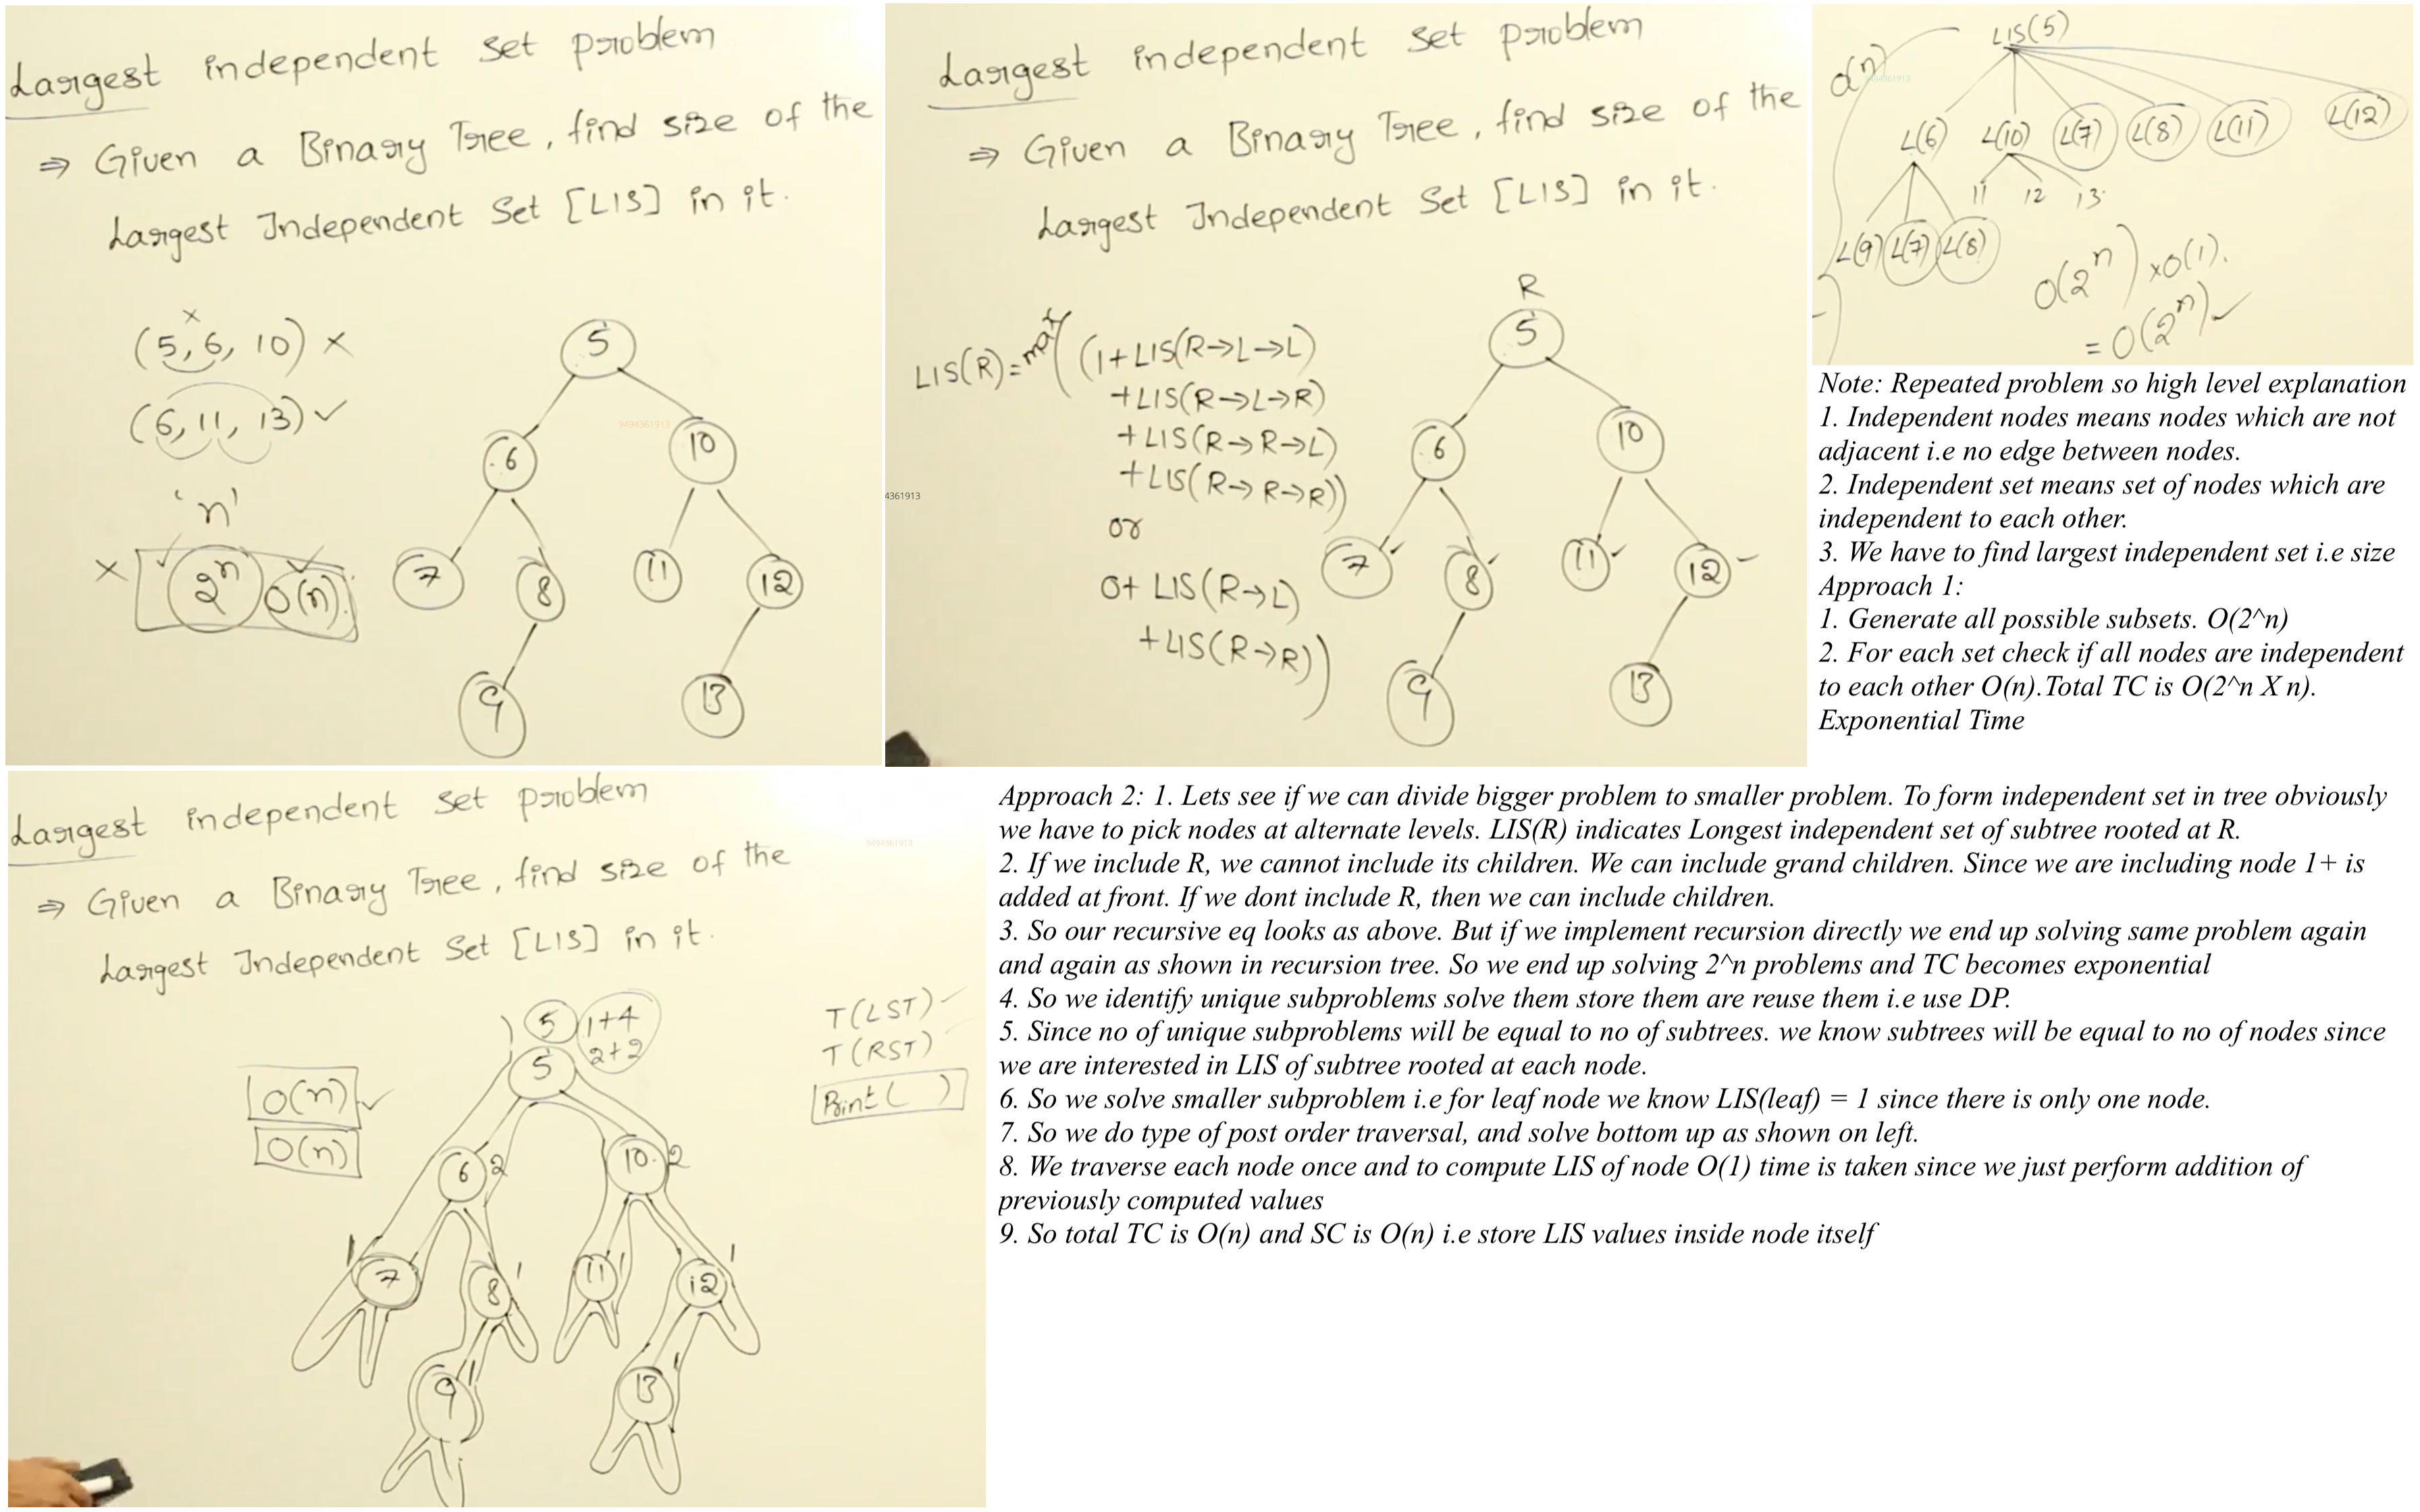 Largest independent set problem
⇒ Given a Binary Tree, find size of the
Largest Independent Set [LIS] in it.
(5, 6, 10) ×
(6, 11, 13) ✓
'n'
× 2^n O(n)
5
6
10
7
8
11
12
9
13
9494361913
Largest independent set problem
⇒ Given a Binary Tree, find size of the
Largest Independent Set [LIS] in it.
LIS(R) = max( (1+LIS(R→L→L)
+LIS(R→L→R)
+LIS(R→R→L)
+LIS(R→R→R))
or
0+ LIS(R→L)
+LIS(R→R))
R
5
6
10
7
8
11
12
9
13
4361913
LIS(5)
L(6) L(10) L(7) L(8) L(11) L(12)
11 12 13
L(9) L(7) L(8)
O(2^n) × O(1).
= O(2^n) ✓
9494361913
Note: Repeated problem so high level explanation
1. Independent nodes means nodes which are not
adjacent i.e no edge between nodes.
2. Independent set means set of nodes which are
independent to each other.
3. We have to find largest independent set i.e size
Approach 1:
1. Generate all possible subsets. O(2^n)
2. For each set check if all nodes are independent
to each other O(n).Total TC is O(2^n X n).
Exponential Time
Largest independent set problem
⇒ Given a Binary Tree, find size of the
Largest Independent Set [LIS] in it.
9494361913
5 1+4
2+2
5
T(LST) ✓
T(RST)
Print( )
O(n) ✓
O(n)
6 2
10 2
1 7
8 1
11 1
12 1
9 1
13 1
Approach 2: 1. Lets see if we can divide bigger problem to smaller problem. To form independent set in tree obviously
we have to pick nodes at alternate levels. LIS(R) indicates Longest independent set of subtree rooted at R.
2. If we include R, we cannot include its children. We can include grand children. Since we are including node 1+ is
added at front. If we dont include R, then we can include children.
3. So our recursive eq looks as above. But if we implement recursion directly we end up solving same problem again
and again as shown in recursion tree. So we end up solving 2^n problems and TC becomes exponential
4. So we identify unique subproblems solve them store them are reuse them i.e use DP.
5. Since no of unique subproblems will be equal to no of subtrees. we know subtrees will be equal to no of nodes since
we are interested in LIS of subtree rooted at each node.
6. So we solve smaller subproblem i.e for leaf node we know LIS(leaf) = 1 since there is only one node.
7. So we do type of post order traversal, and solve bottom up as shown on left.
8. We traverse each node once and to compute LIS of node O(1) time is taken since we just perform addition of
previously computed values
9. So total TC is O(n) and SC is O(n) i.e store LIS values inside node itself